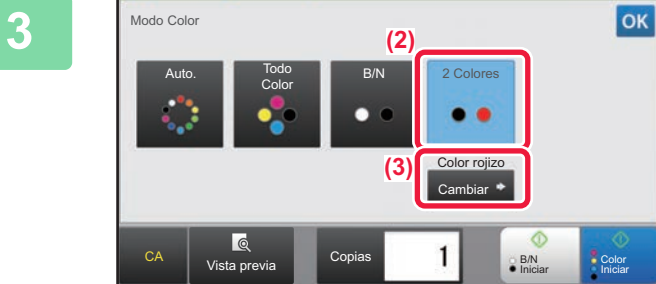 3
Modo Color
OK
(2)
Auto.
Todo
Color
B/N
2 Colores
(3)
Color rojizo
Cambiar
CA
Vista previa
Copias
1
B/N
Iniciar
Color
Iniciar